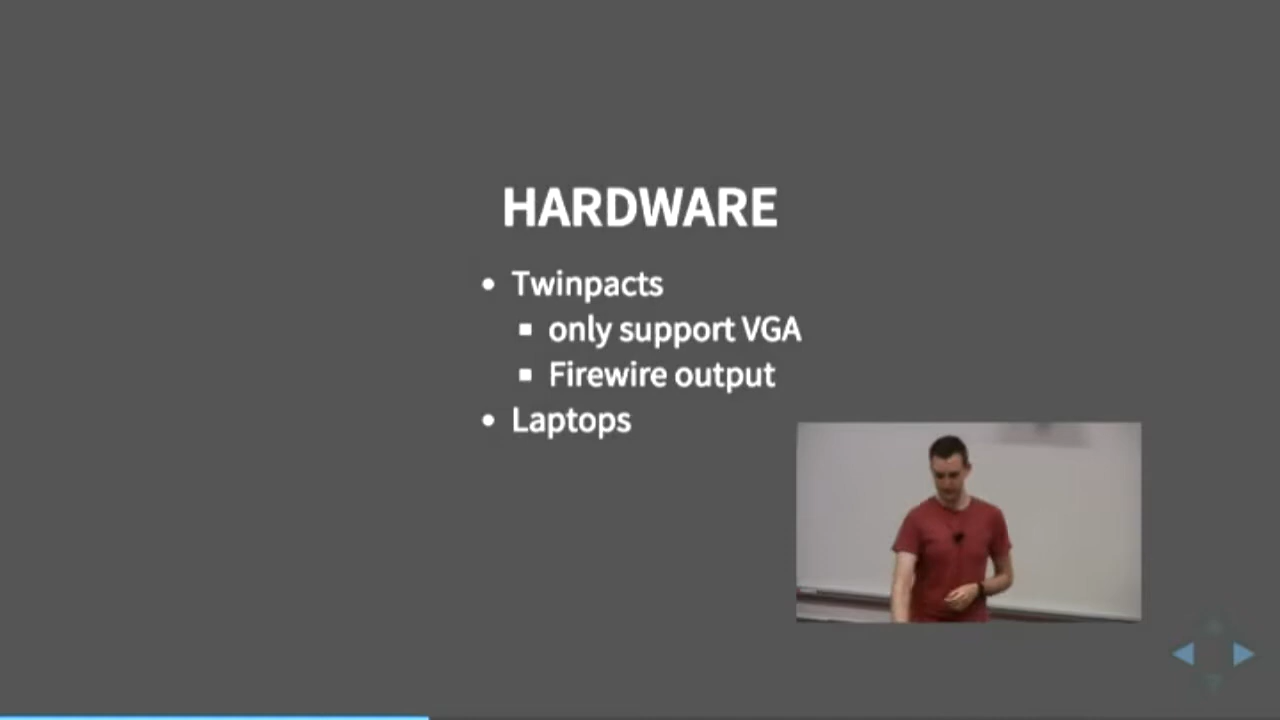 HARDWARE
Twinpacts
only support VGA
Firewire output
Laptops